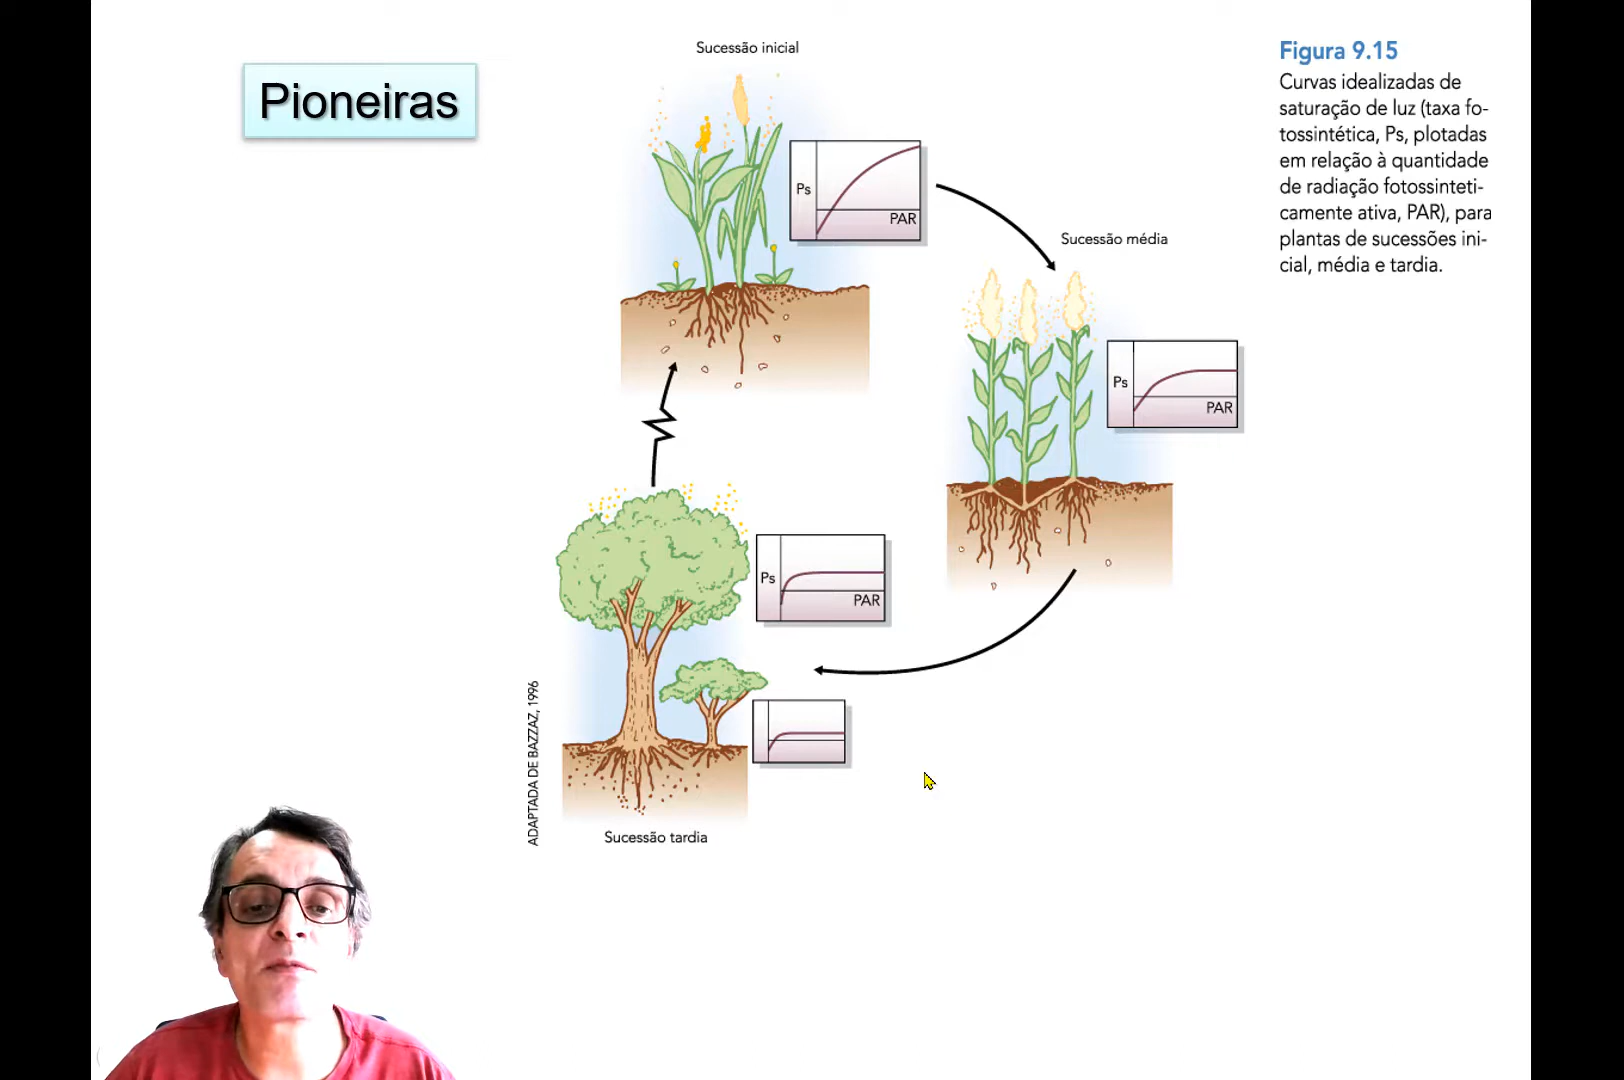 Pioneiras
Sucessão inicial
Ps
PAR
Sucessão média
Ps
PAR
Ps
PAR
Sucessão tardia
ADAPTADA DE BAZZAZ, 1996
Figura 9.15
Curvas idealizadas de
saturação de luz (taxa fo-
tossintética, Ps, plotadas
em relação à quantidade
de radiação fotossinteti-
camente ativa, PAR), para
plantas de sucessões ini-
cial, média e tardia.